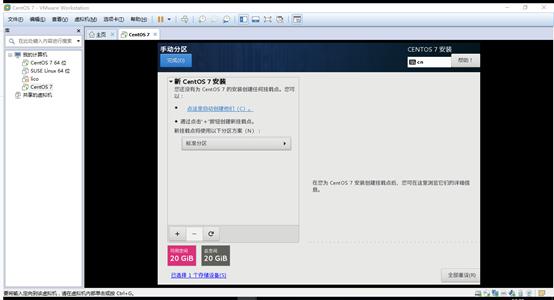 CentOS 7 - VMware Workstation
文件(F) 编辑(E) 查看(V) 虚拟机(M) 选项卡(T) 帮助(H)
库
在此处键入内容进行搜索
我的计算机
CentOS 7 64 位
SUSE Linux 64 位
lico
CentOS 7
共享的虚拟机
主页
CentOS 7
手动分区
CENTOS 7 安装
完成(D)
cn
帮助！
新 CentOS 7 安装
您还没有为 CentOS 7 的安装创建任何挂载点。您可
以：
点这里自动创建他们（C）。
通过点击'+'按钮创建新挂载点。
新挂载点将使用以下分区方案（N）：
标准分区
在您为 CentOS 7 安装创建挂载点后，您可在这里浏览它们的详细信
息。
可用空间
20 GiB
总空间
20 GiB
已选择 1 个存储设备(S)
全部重设(R)
要将输入定向到该虚拟机，请在虚拟机内部单击或按 Ctrl+G。